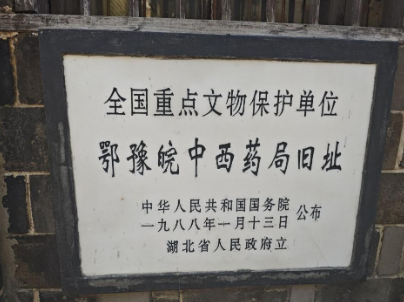 全国重点文物保护单位
鄂豫皖中西药局旧址
中华人民共和国国务院
一九八八年一月十三日 公布
湖北省人民政府立